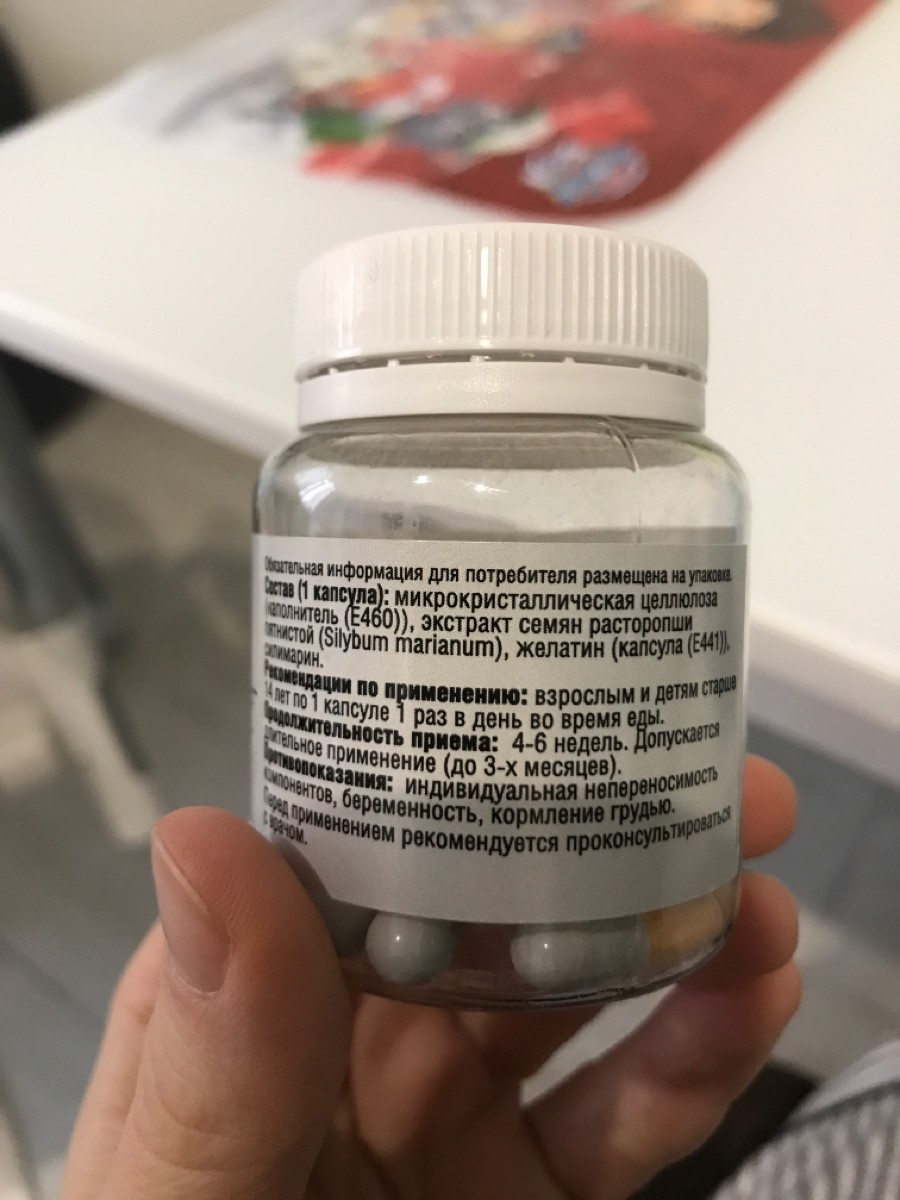 Обязательная информация для потребителя размещена на упаковке.
Состав (1 капсула): микрокристаллическая целлюлоза
(наполнитель (Е460)), экстракт семян расторопши
пятнистой (Silybum marianum), желатин (капсула (Е441)),
силимарин.
Рекомендации по применению: взрослым и детям старше
14 лет по 1 капсуле 1 раз в день во время еды.
Продолжительность приема: 4-6 недель. Допускается
длительное применение (до 3-х месяцев).
Противопоказания: индивидуальная непереносимость
компонентов, беременность, кормление грудью.
Перед применением рекомендуется проконсультироваться
с врачом.